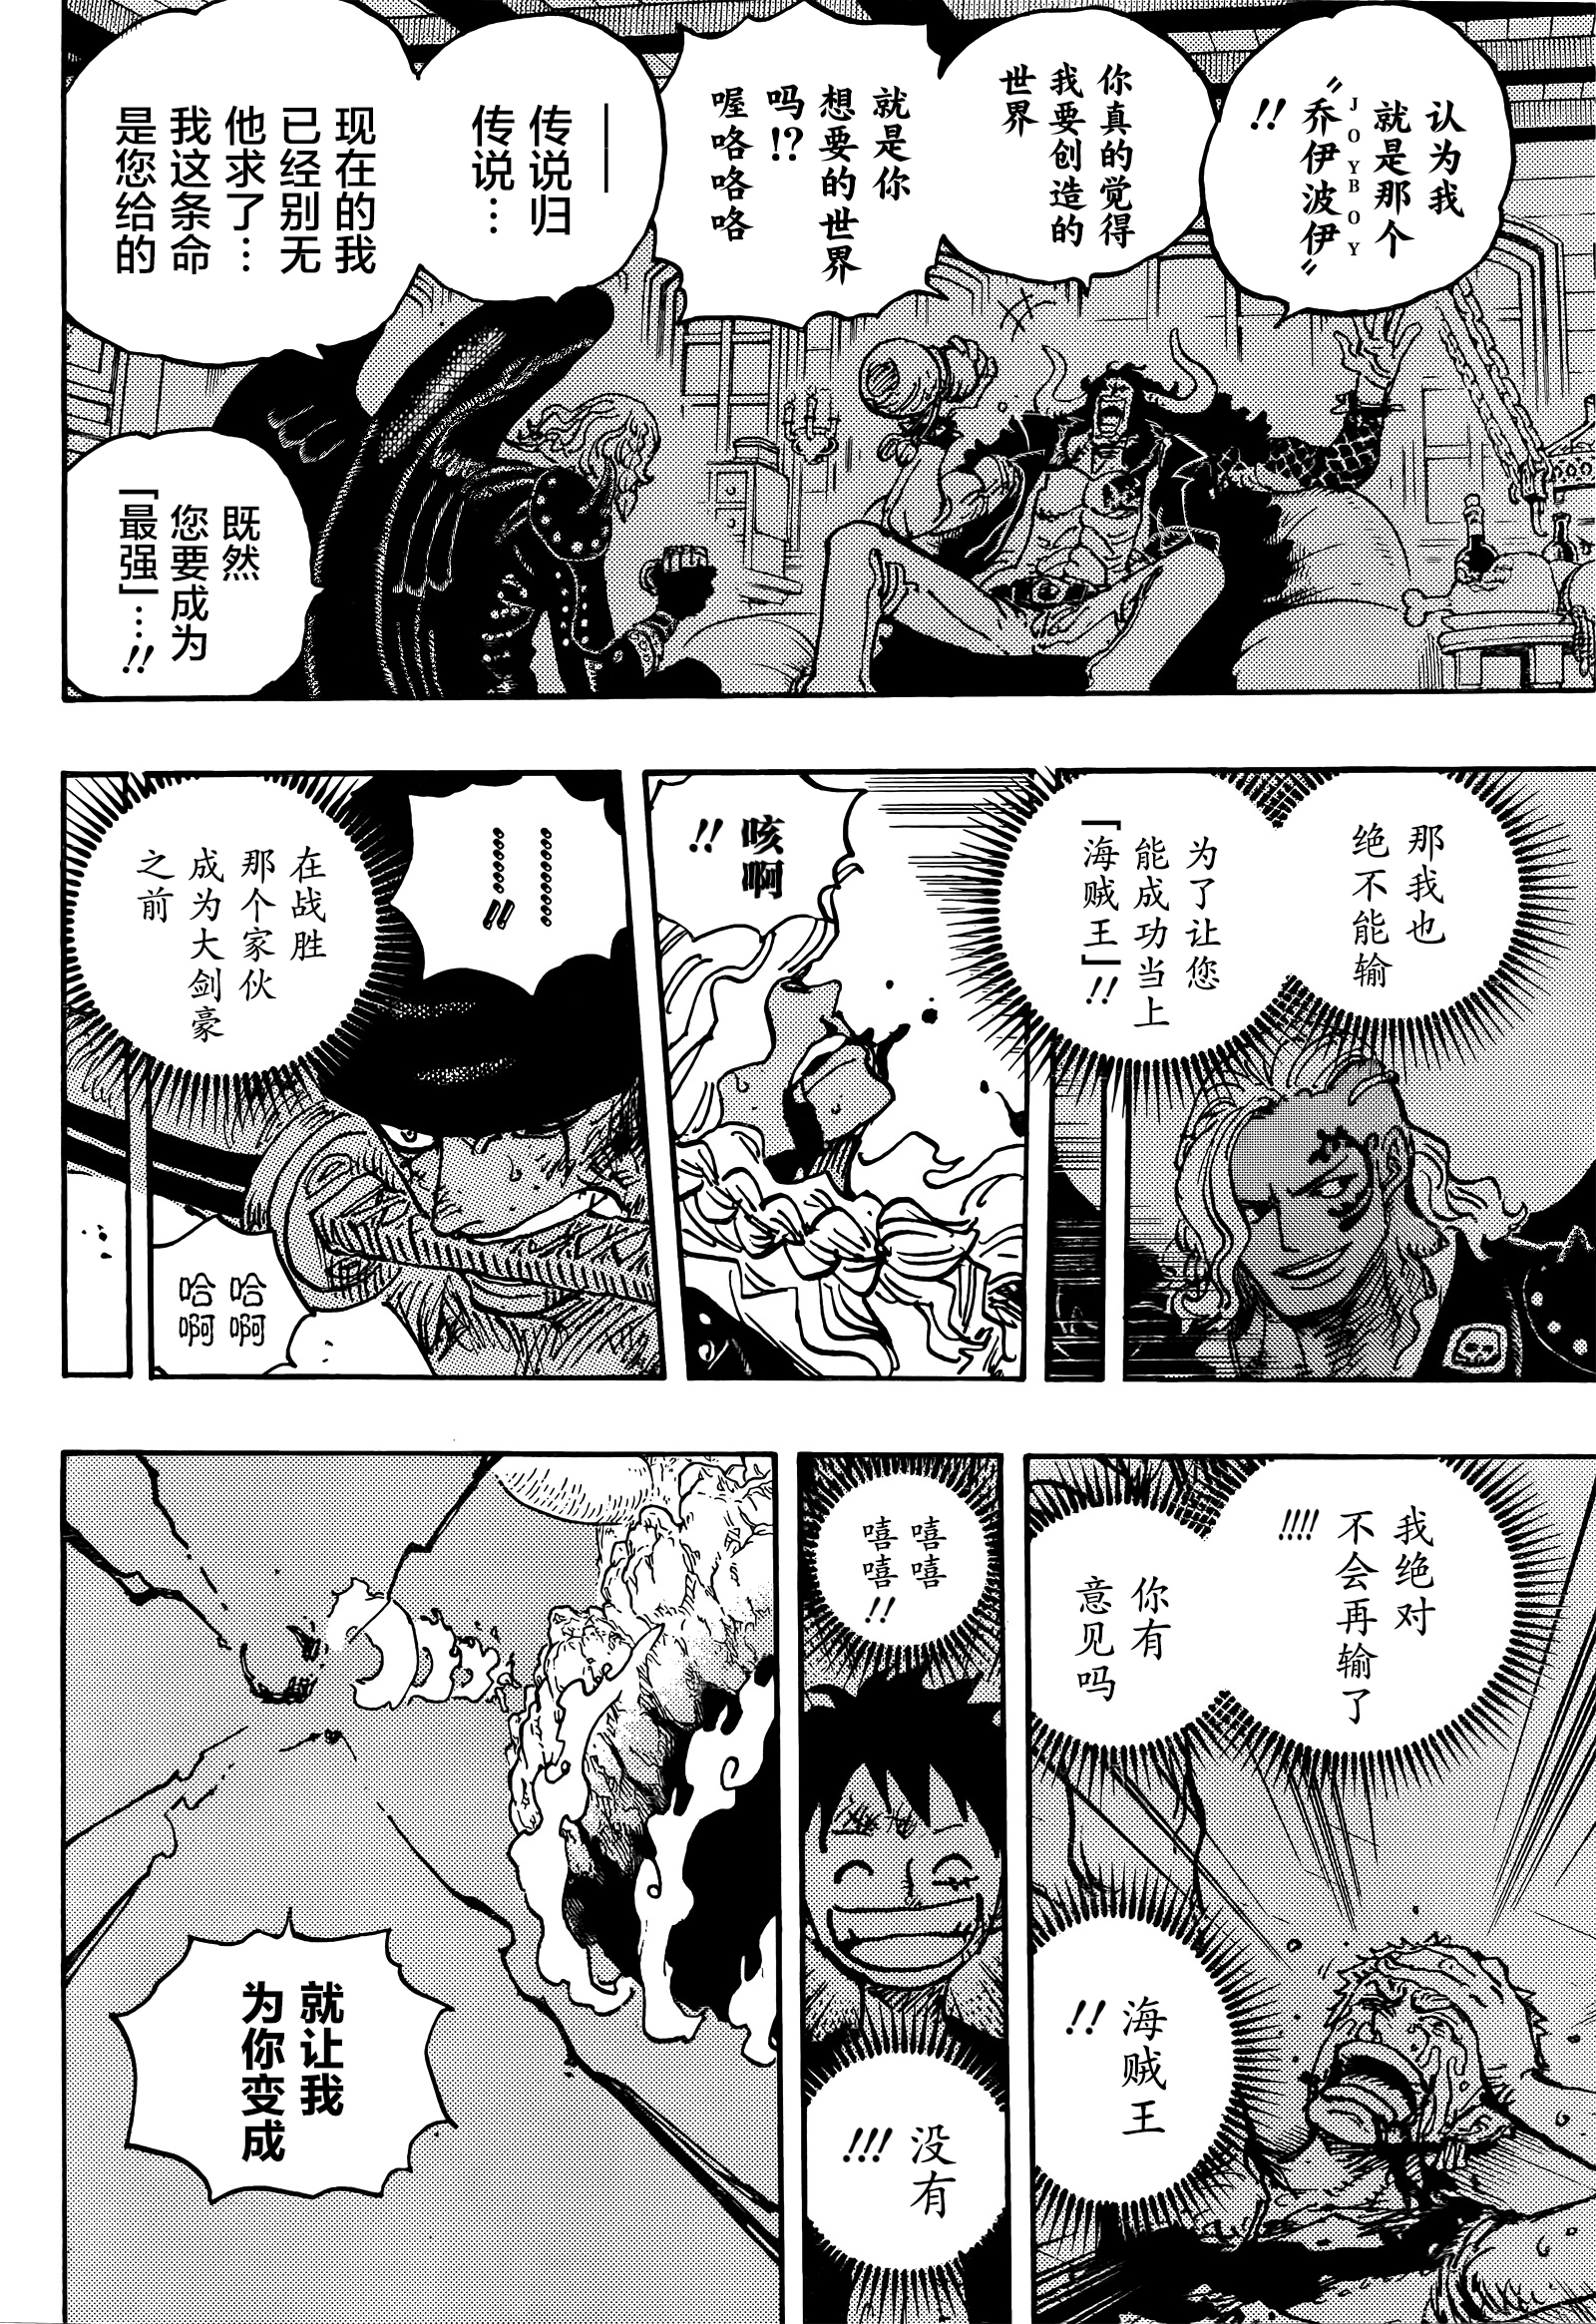 认为我
就是那个
“乔伊波伊”
JOYBOY
!!
你真的觉得
我要创造的
世界
就是你
想要的世界
吗!?
喔咯咯咯
——
传说归
传说…
现在的我
已经别无
他求了…
我这条命
是您给的
既然
您要成为
「最强」…!!
那我也
绝不能输
为了让您
能成功当上
「海贼王」!!
咳啊
!!
………
………!!
在战胜
那个家伙
成为大剑豪
之前
哈啊
哈啊
我绝对
不会再输了
!!!!
你有
意见吗
海贼王
!!
嘻嘻
嘻嘻!!
没有
!!!
就让我
为你变成